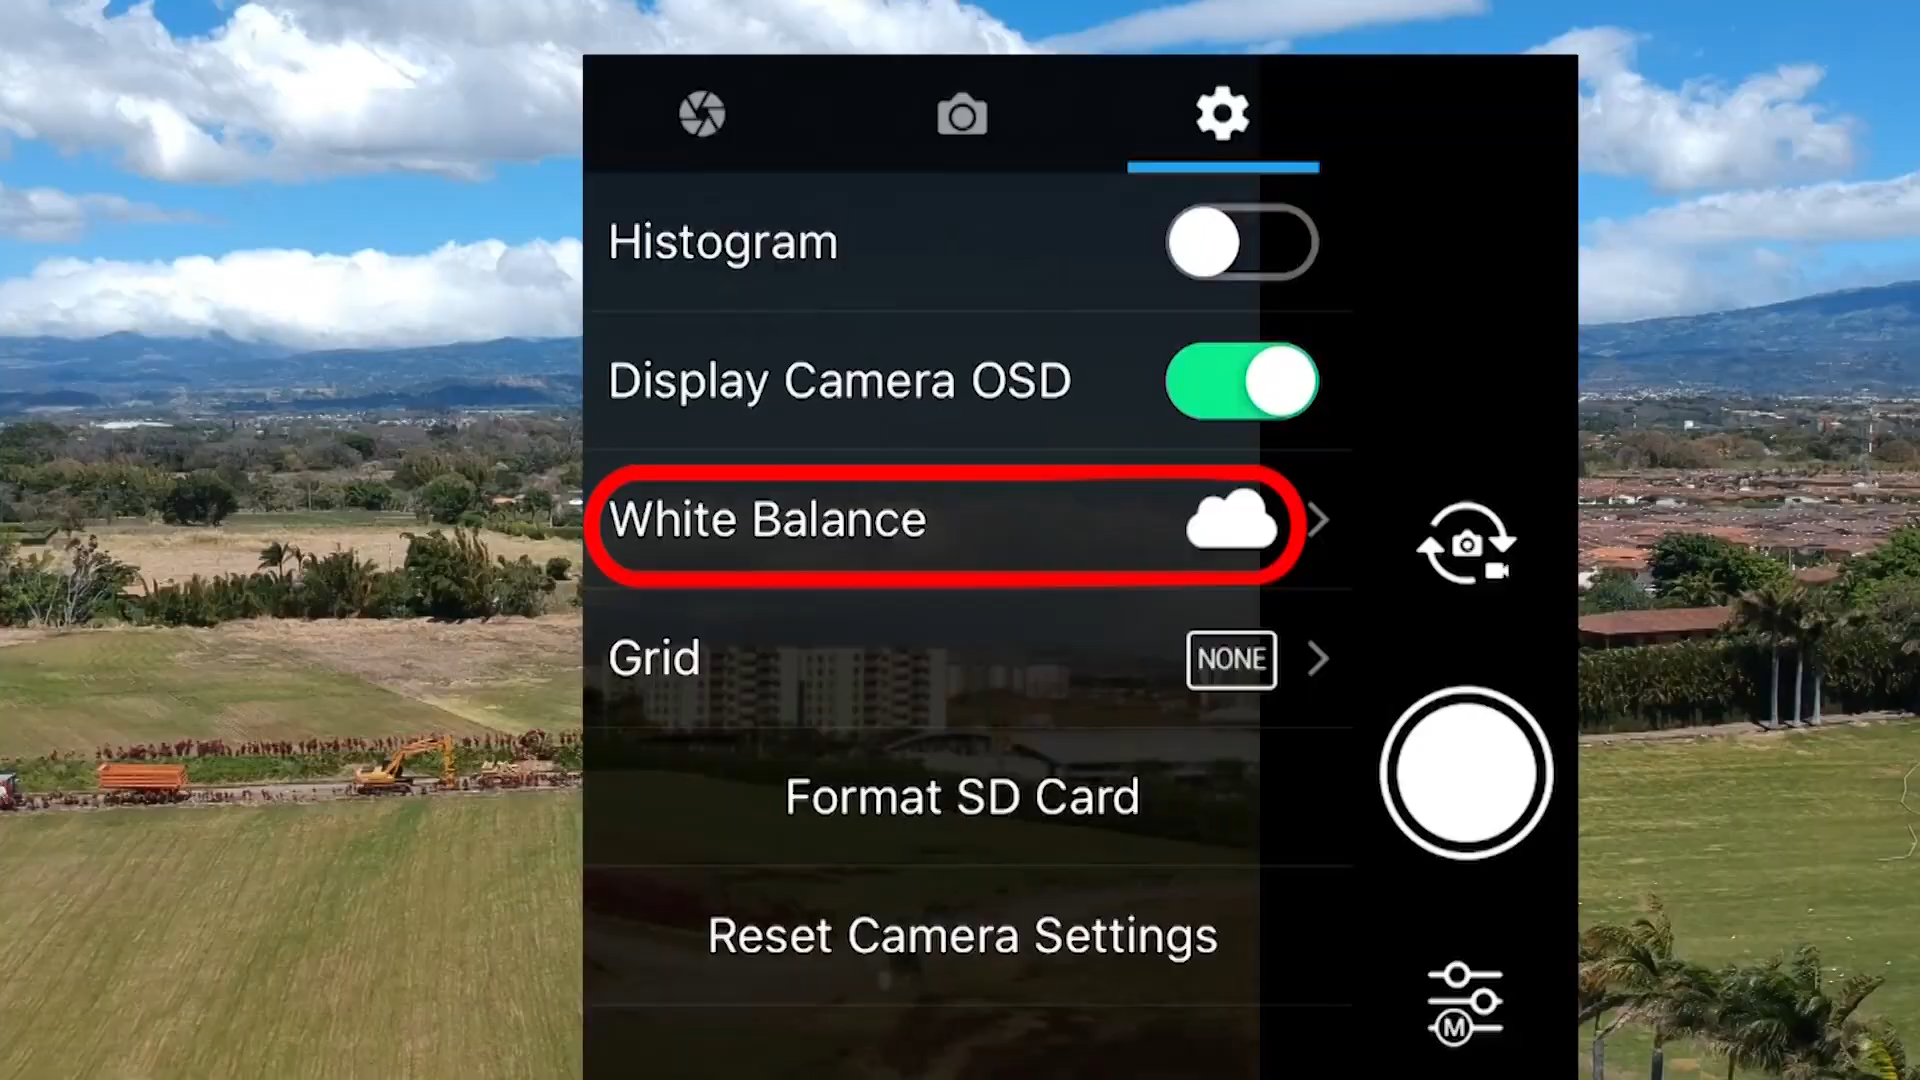 Histogram
Display Camera OSD
White Balance
Grid
NONE
Format SD Card
Reset Camera Settings
M